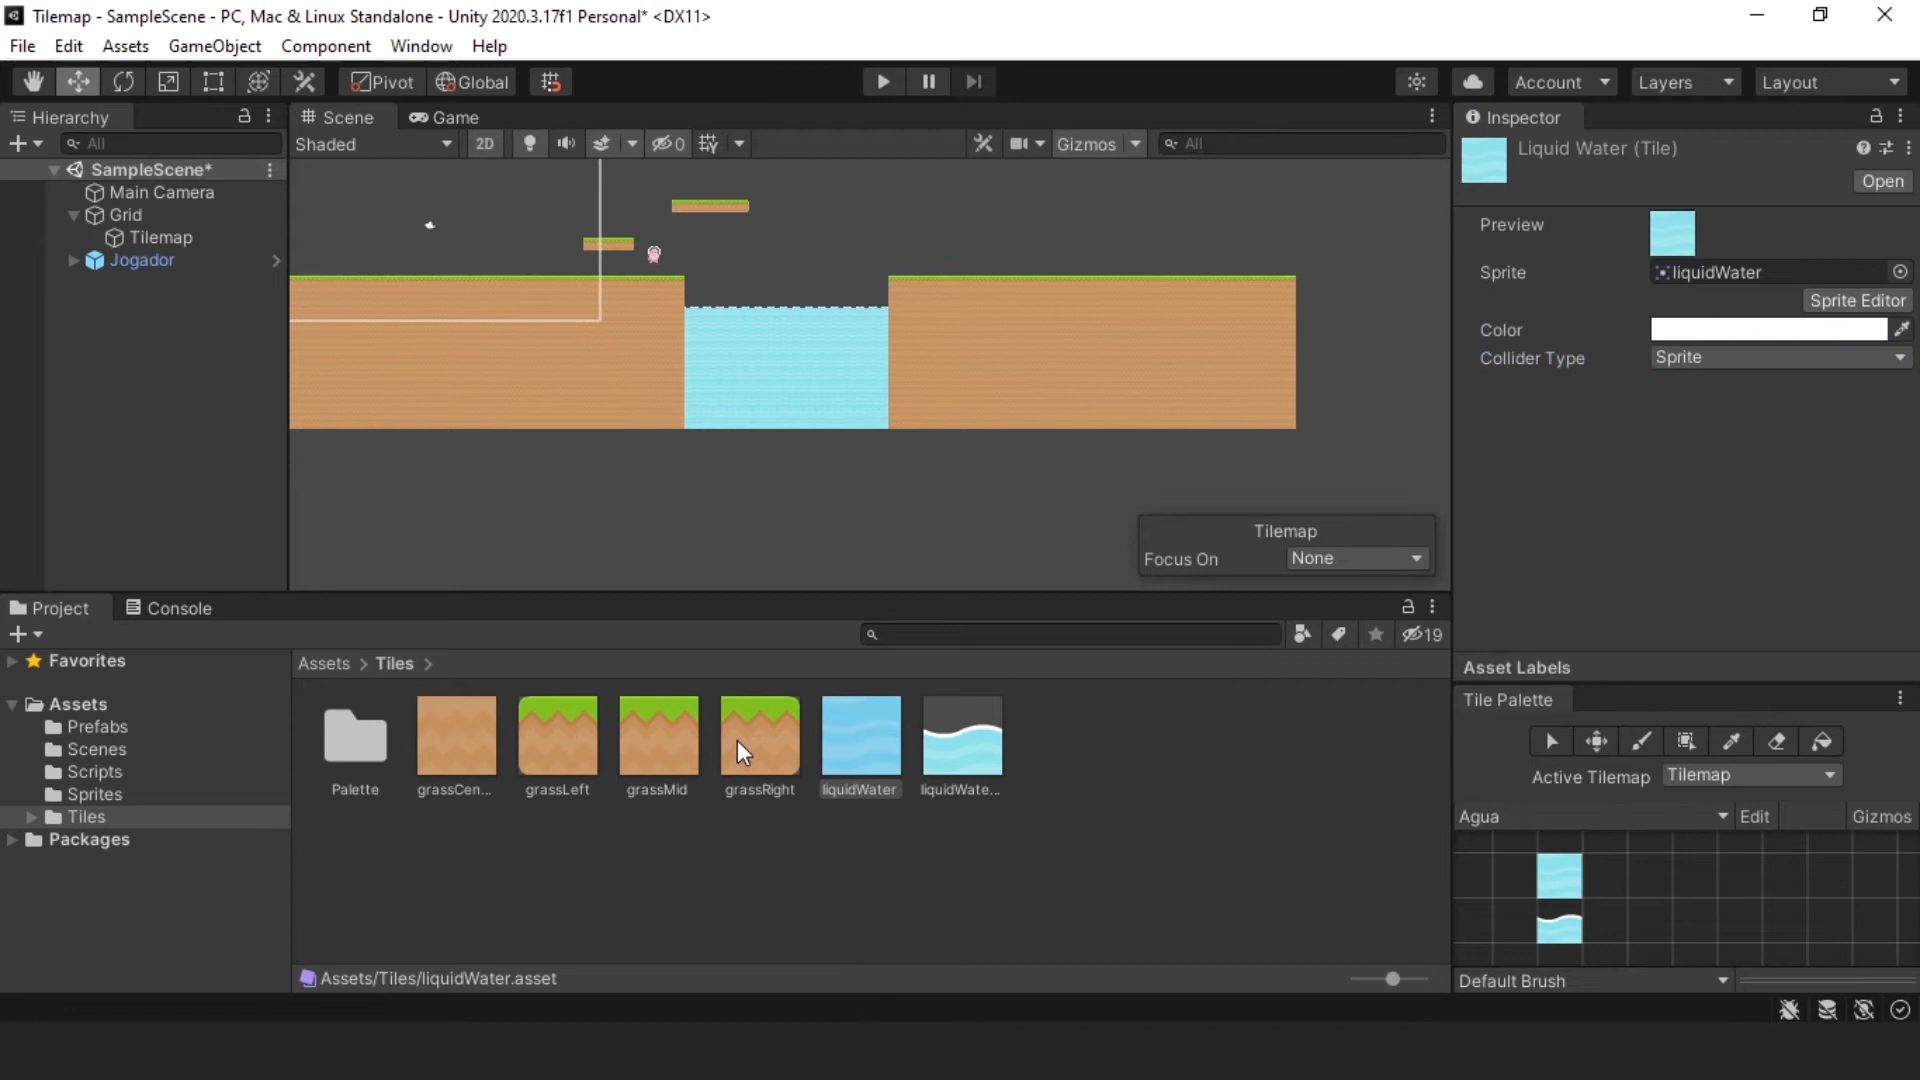 Tilemap - SampleScene - PC, Mac & Linux Standalone - Unity 2020.3.17f1 Personal* <DX11>
File Edit Assets GameObject Component Window Help
Pivot Global Account Layers Layout
Hierarchy
All
SampleScene*
Main Camera
Grid
Tilemap
Jogador
Scene Game
Shaded 2D 0 Gizmos All
Tilemap
Focus On None
Inspector
Liquid Water (Tile)
Open
Preview
Sprite liquidWater
Sprite Editor
Color
Collider Type Sprite
Asset Labels
Project Console
19
Favorites
Assets
Prefabs
Scenes
Scripts
Sprites
Tiles
Packages
Assets > Tiles >
Palette grassCen... grassLeft grassMid grassRight liquidWater liquidWate...
Assets/Tiles/liquidWater.asset
Tile Palette
Active Tilemap Tilemap
Agua Edit Gizmos
Default Brush